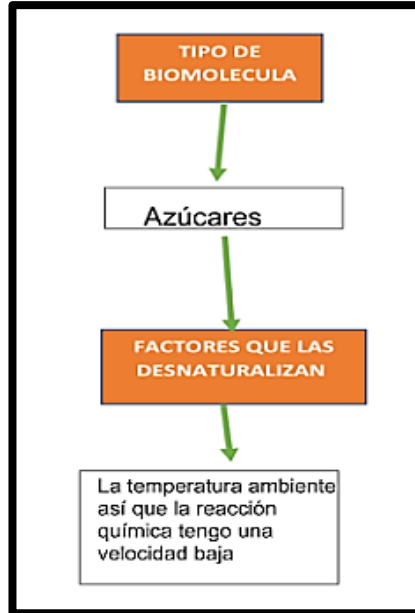 TIPO DE
BIOMOLECULA
Azúcares
FACTORES QUE LAS
DESNATURALIZAN
La temperatura ambiente
así que la reacción
química tengo una
velocidad baja